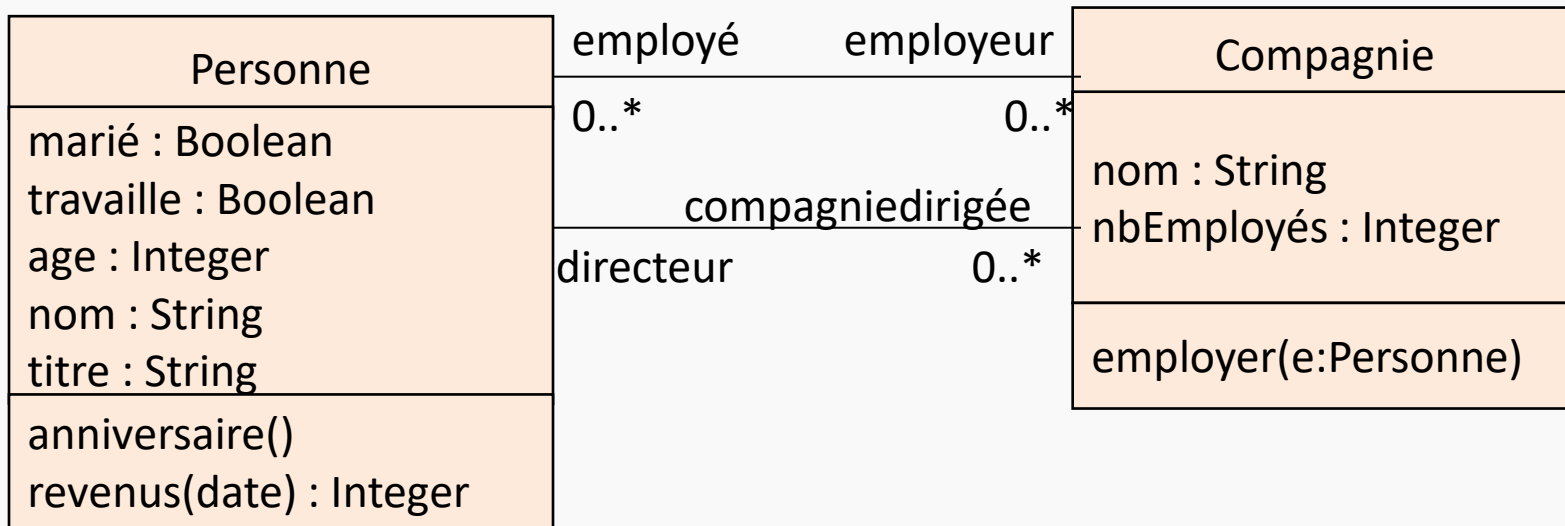 Personne
marié : Boolean
travaille : Boolean
age : Integer
nom : String
titre : String
anniversaire()
revenus(date) : Integer
employé employeur
0..* 0..*
compagniedirigée
directeur 0..*
Compagnie
nom : String
nbEmployés : Integer
employer(e:Personne)